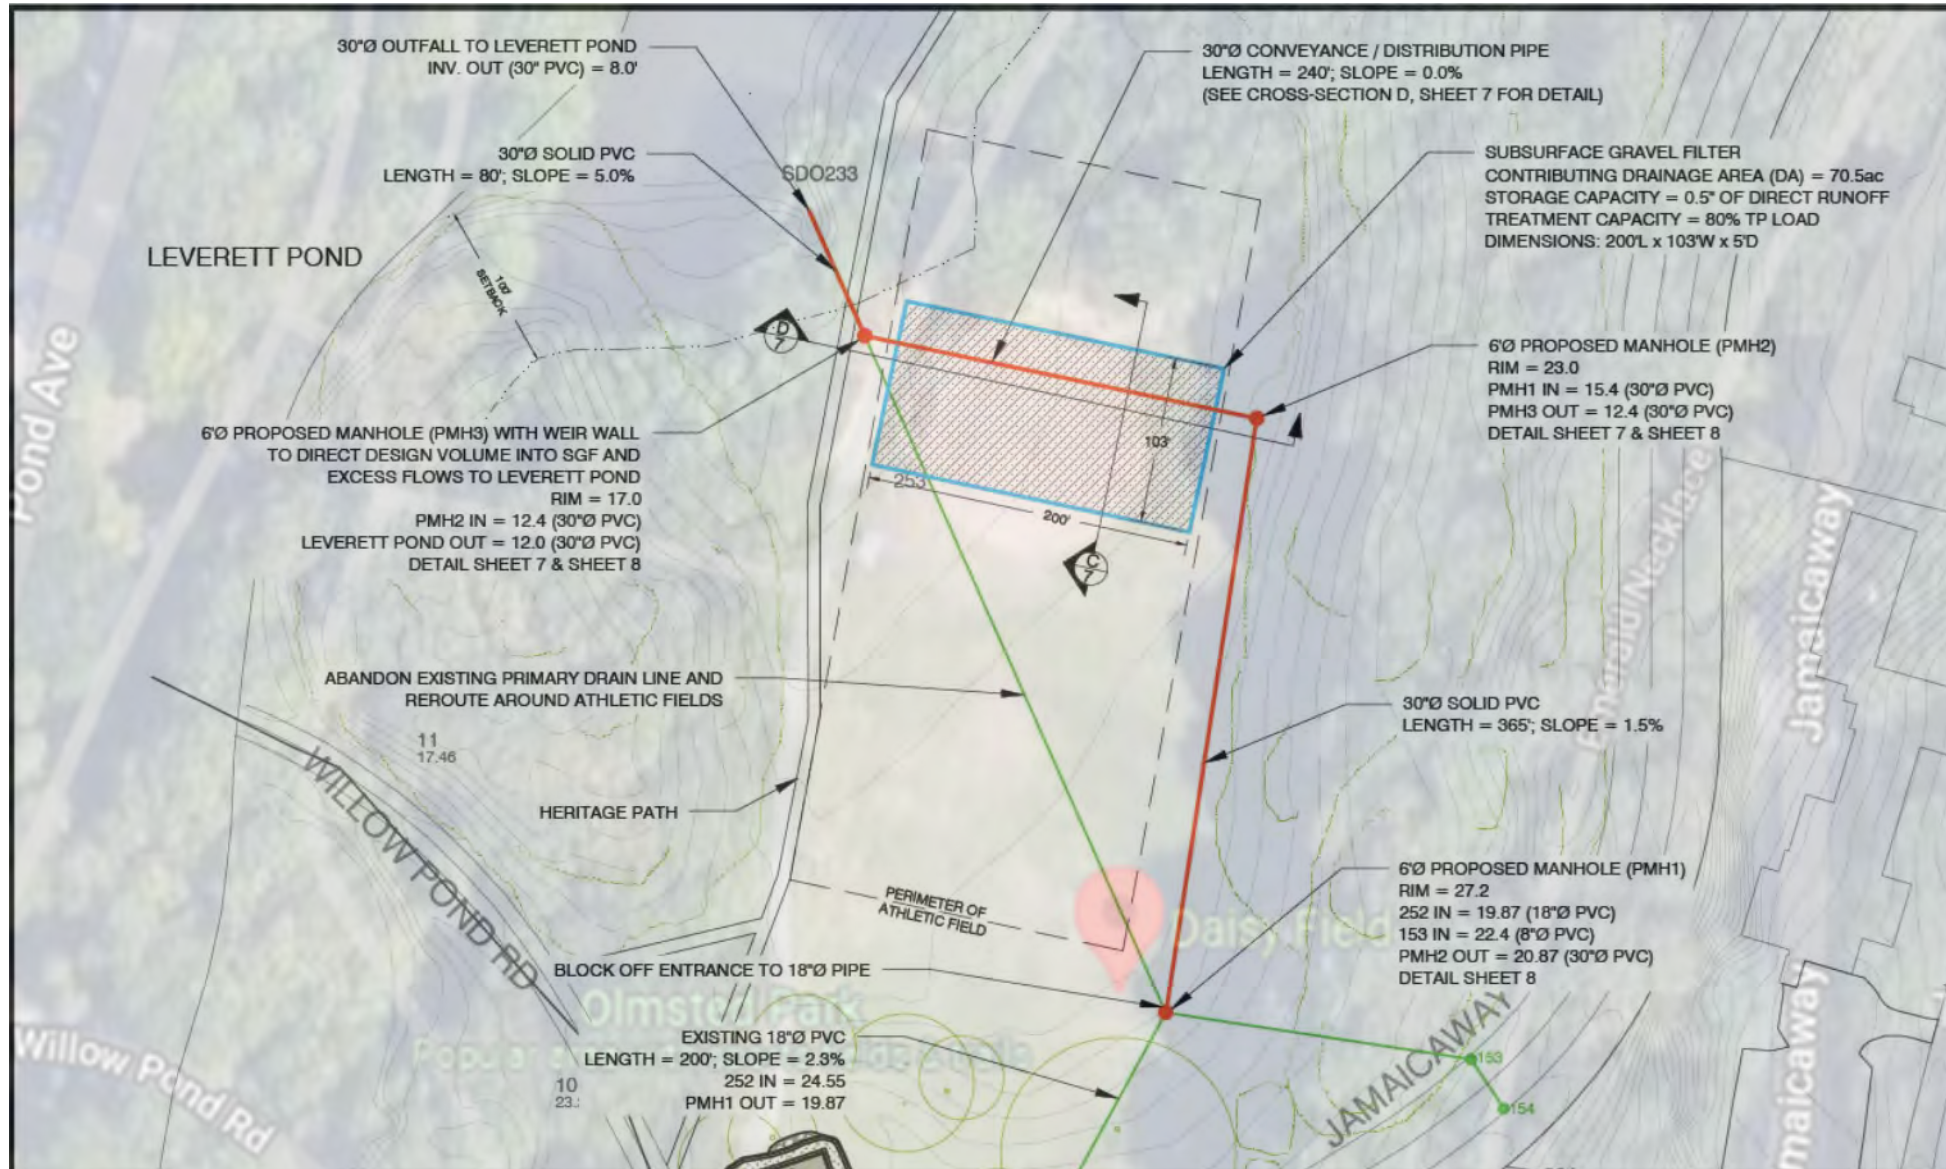 30"Ø OUTFALL TO LEVERETT POND
INV. OUT (30" PVC) = 8.0'
30"Ø CONVEYANCE / DISTRIBUTION PIPE
LENGTH = 240'; SLOPE = 0.0%
(SEE CROSS-SECTION D, SHEET 7 FOR DETAIL)
30"Ø SOLID PVC
LENGTH = 80'; SLOPE = 5.0%
SDO233
SUBSURFACE GRAVEL FILTER
CONTRIBUTING DRAINAGE AREA (DA) = 70.5ac
STORAGE CAPACITY = 0.5" OF DIRECT RUNOFF
TREATMENT CAPACITY = 80% TP LOAD
DIMENSIONS: 200'L x 103'W x 5'D
LEVERETT POND
100'
SETBACK
D
7
6'Ø PROPOSED MANHOLE (PMH2)
RIM = 23.0
PMH1 IN = 15.4 (30"Ø PVC)
PMH3 OUT = 12.4 (30"Ø PVC)
DETAIL SHEET 7 & SHEET 8
Pond Ave
6'Ø PROPOSED MANHOLE (PMH3) WITH WEIR WALL
TO DIRECT DESIGN VOLUME INTO SGF AND
EXCESS FLOWS TO LEVERETT POND
RIM = 17.0
PMH2 IN = 12.4 (30"Ø PVC)
LEVERETT POND OUT = 12.0 (30"Ø PVC)
DETAIL SHEET 7 & SHEET 8
103'
253
200'
C
7
Necklace
Jamaicaway
ABANDON EXISTING PRIMARY DRAIN LINE AND
REROUTE AROUND ATHLETIC FIELDS
30"Ø SOLID PVC
LENGTH = 365'; SLOPE = 1.5%
11
17.46
WILLOW POND RD
HERITAGE PATH
PERIMETER OF
ATHLETIC FIELD
Daisy Field
6'Ø PROPOSED MANHOLE (PMH1)
RIM = 27.2
252 IN = 19.87 (18"Ø PVC)
153 IN = 22.4 (8"Ø PVC)
PMH2 OUT = 20.87 (30"Ø PVC)
DETAIL SHEET 8
BLOCK OFF ENTRANCE TO 18"Ø PIPE
Olmsted Park
EXISTING 18"Ø PVC
LENGTH = 200'; SLOPE = 2.3%
252 IN = 24.55
PMH1 OUT = 19.87
Willow Pond Rd
10
JAMAICAWAY
153
154
Jamaicaway